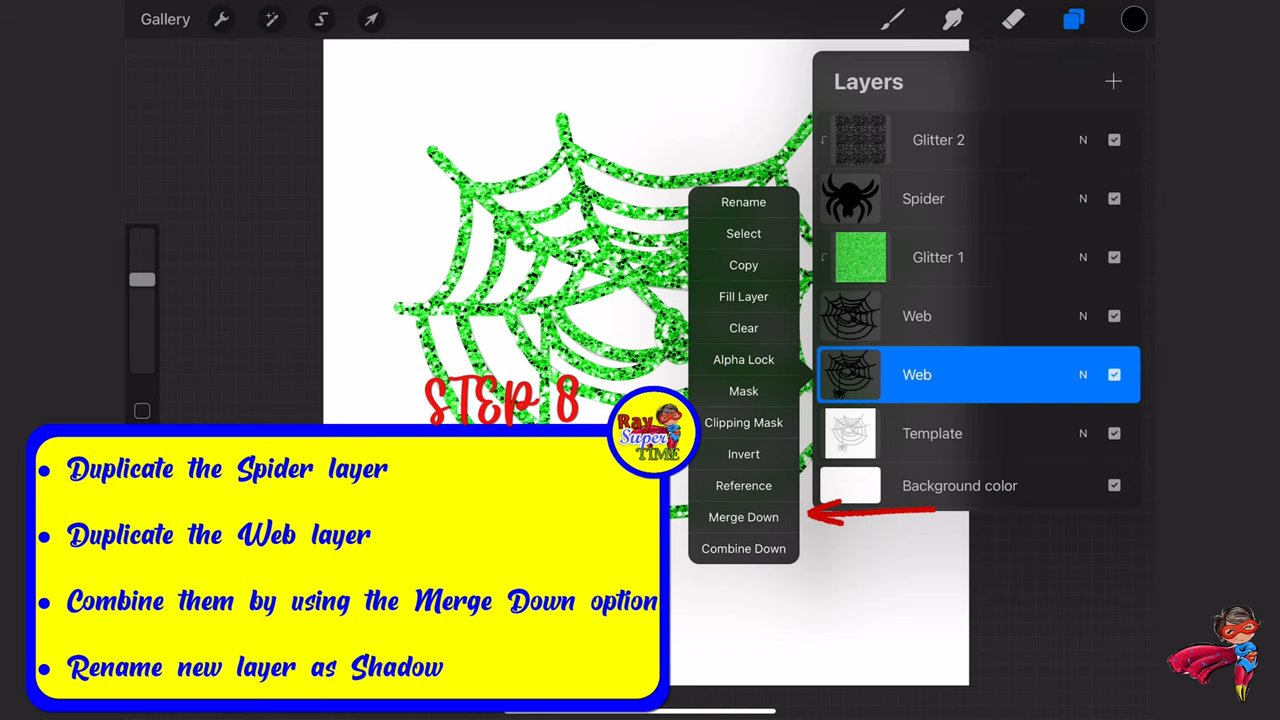 Gallery
Layers
Glitter 2
N
Spider
N
Glitter 1
N
Web
N
Web
N
Template
N
Background color
Rename
Select
Copy
Fill Layer
Clear
Alpha Lock
Mask
Clipping Mask
Invert
Reference
Merge Down
Combine Down
STEP 8
Ray
Super
TIME
• Duplicate the Spider layer
• Duplicate the Web layer
• Combine them by using the Merge Down option
• Rename new layer as Shadow